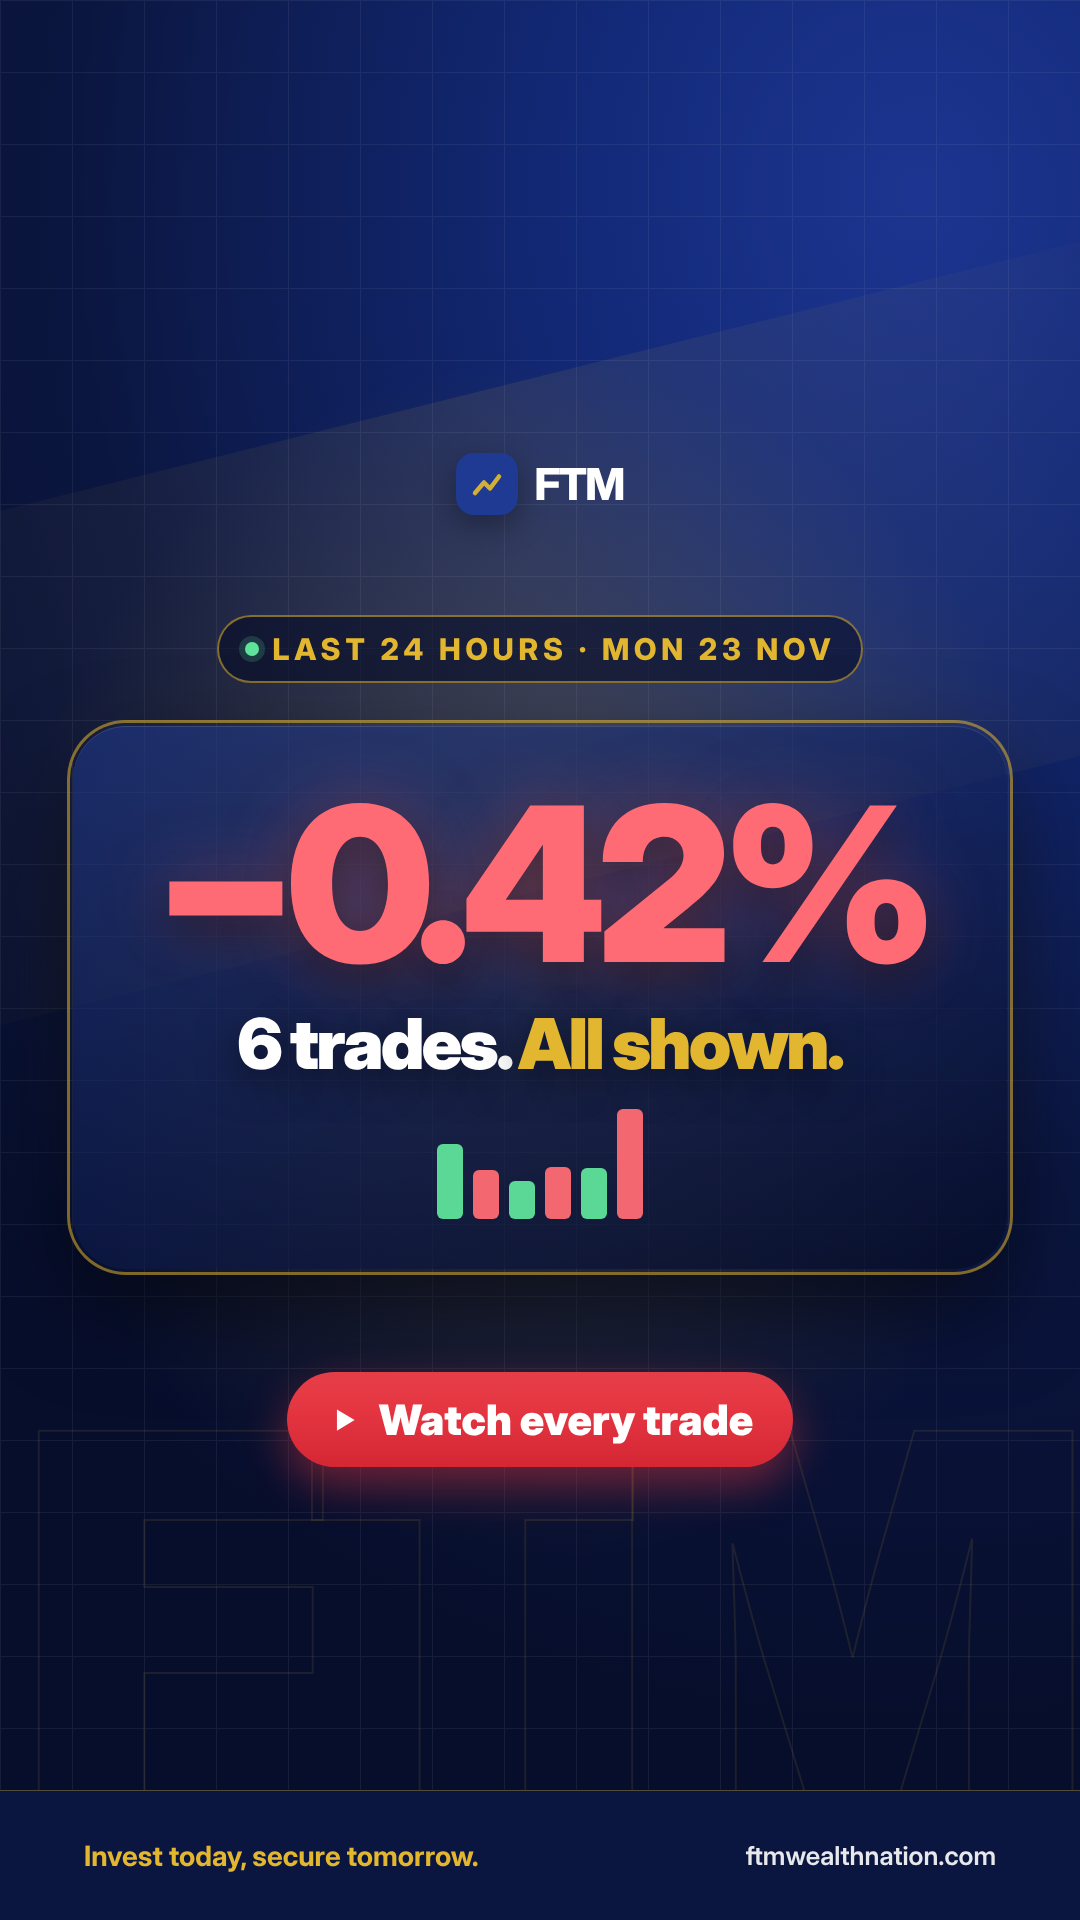 FTM
LAST 24 HOURS · MON 23 NOV
−0.42%
6 trades. All shown.
Watch every trade
FTM
Invest today, secure tomorrow.
ftmwealthnation.com